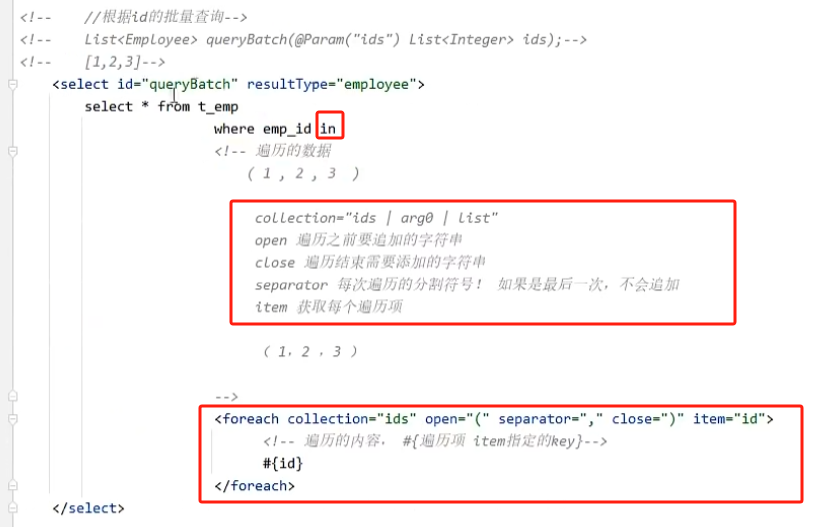 <!-- //根据id的批量查询-->
<!-- List<Employee> queryBatch(@Param("ids") List<Integer> ids);-->
<!-- [1,2,3]-->
<select id="queryBatch" resultType="employee">
select * from t_emp
where emp_id in
<!-- 遍历的数据
( 1 , 2 , 3 )
collection="ids | arg0 | list"
open 遍历之前要追加的字符串
close 遍历结束需要添加的字符串
separator 每次遍历的分割符号！ 如果是最后一次，不会追加
item 获取每个遍历项
( 1，2 ，3 )
-->
<foreach collection="ids" open="(" separator="," close=")" item="id">
<!-- 遍历的内容， #{遍历项 item指定的key}-->
#{id}
</foreach>
</select>